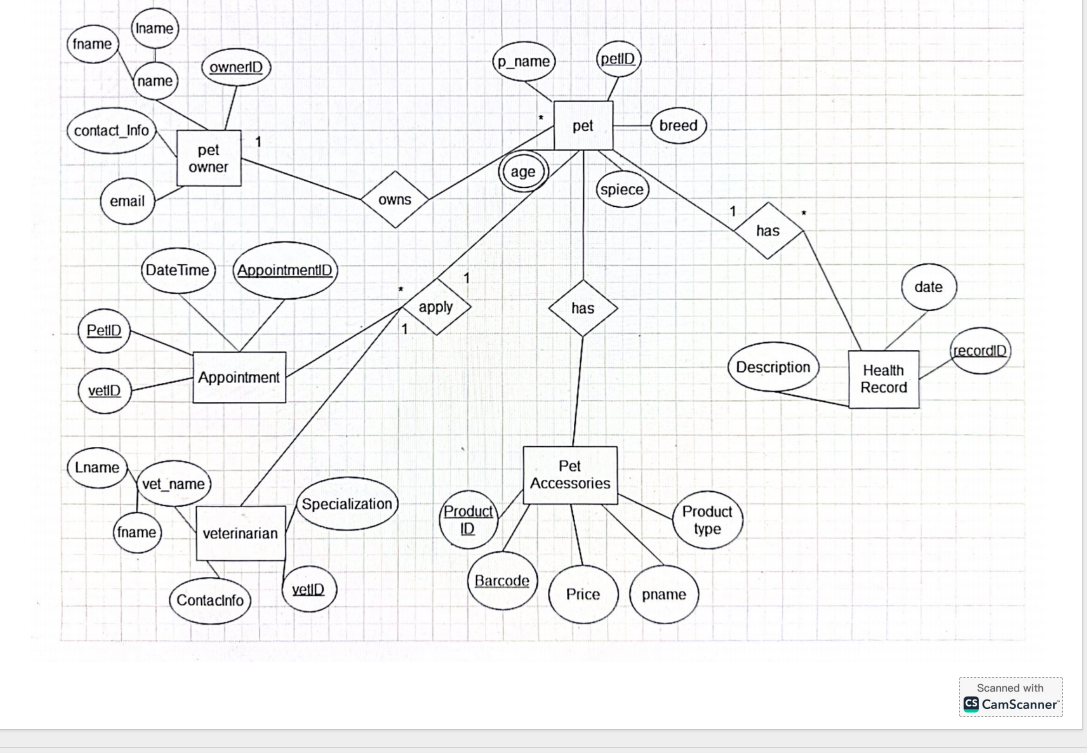 lname
fname
name
ownerID
contact_Info
pet
owner
email
1
owns
*
p_name
petID
pet
breed
age
spiece
1
has
*
DateTime
AppointmentID
PetID
vetID
Appointment
*
1
apply
1
has
date
recordID
Description
Health
Record
Lname
vet_name
fname
veterinarian
Specialization
ContacInfo
vetID
Pet
Accessories
Product
ID
Barcode
Price
pname
Product
type
Scanned with
CS CamScanner